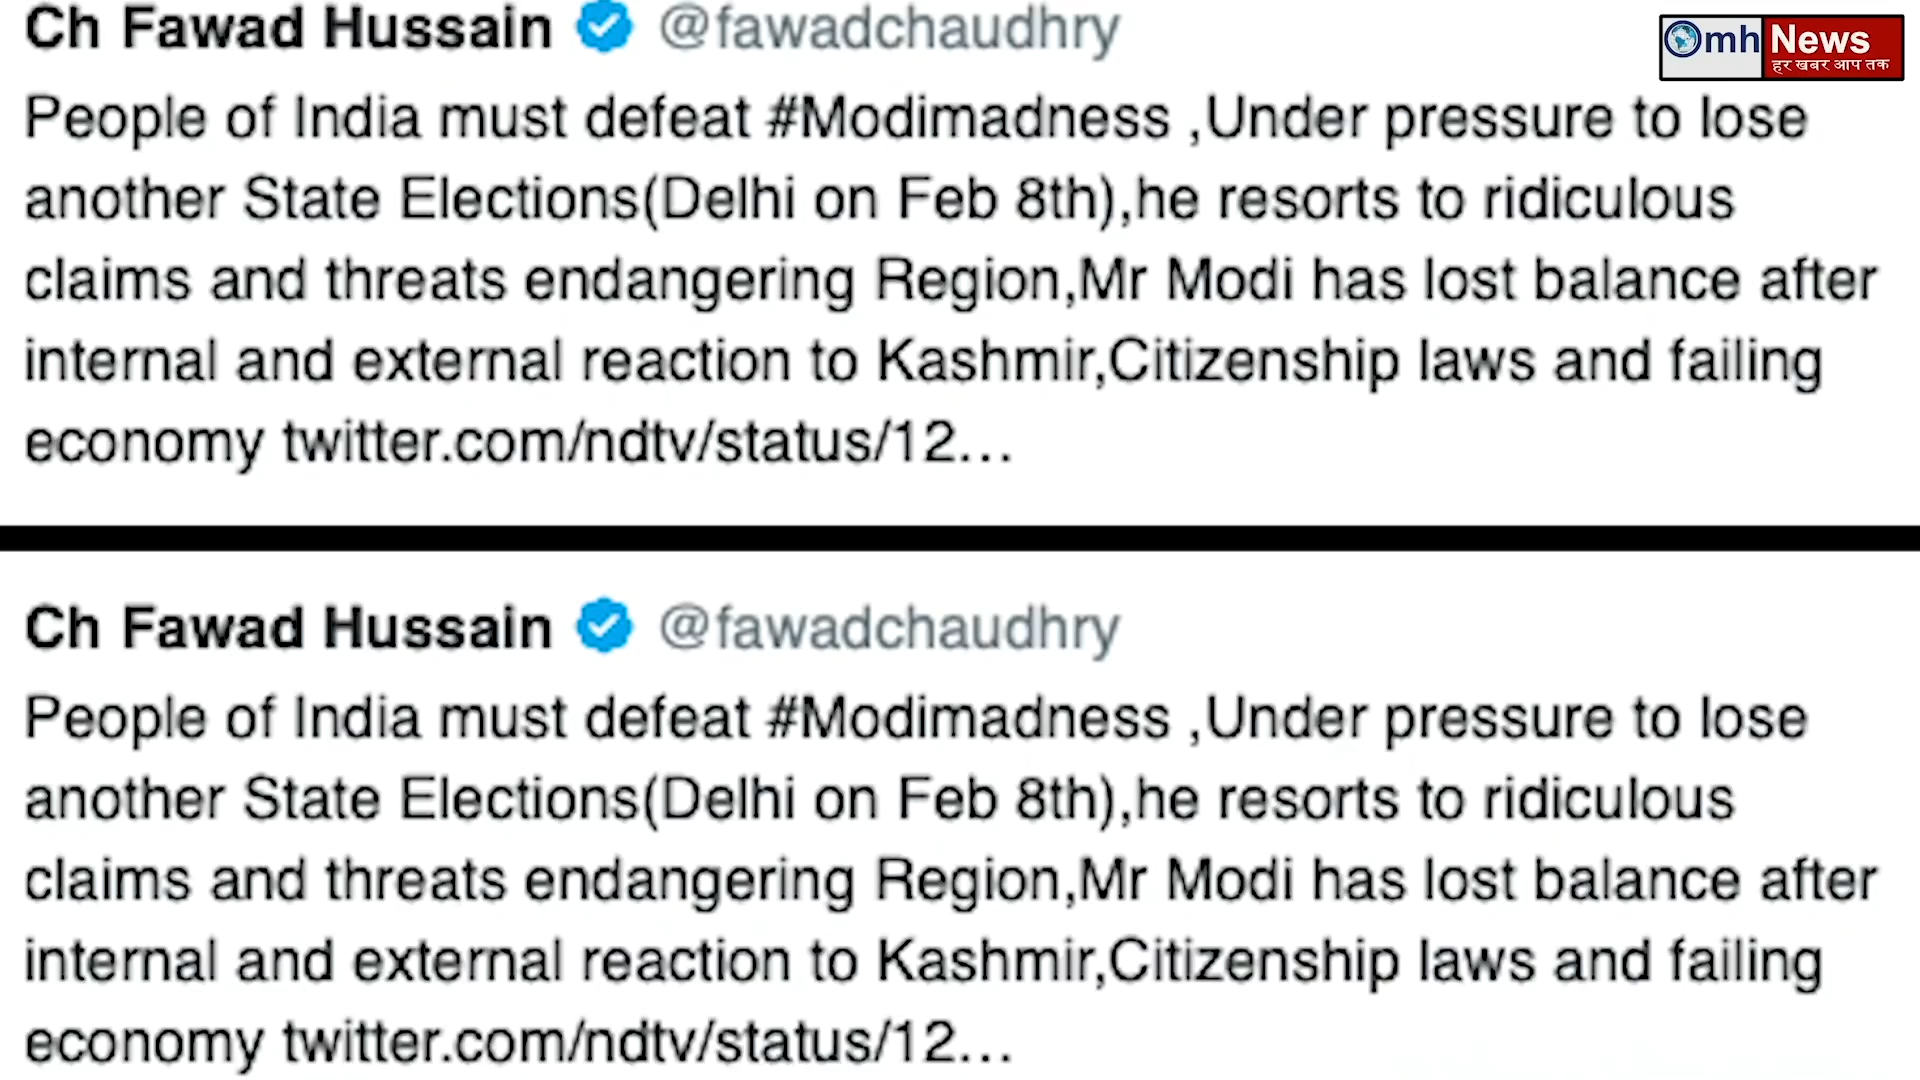 Ch Fawad Hussain @fawadchaudhry
mh News
हर खबर आप तक
People of India must defeat #Modimadness ,Under pressure to lose
another State Elections(Delhi on Feb 8th),he resorts to ridiculous
claims and threats endangering Region,Mr Modi has lost balance after
internal and external reaction to Kashmir,Citizenship laws and failing
economy twitter.com/ndtv/status/12…
Ch Fawad Hussain @fawadchaudhry
People of India must defeat #Modimadness ,Under pressure to lose
another State Elections(Delhi on Feb 8th),he resorts to ridiculous
claims and threats endangering Region,Mr Modi has lost balance after
internal and external reaction to Kashmir,Citizenship laws and failing
economy twitter.com/ndtv/status/12…